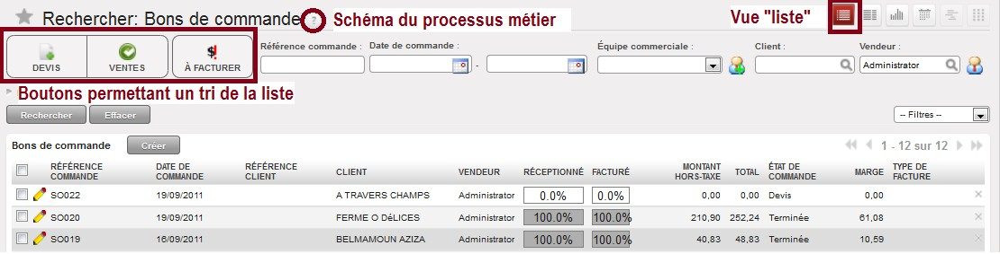 Rechercher: Bons de commande ? Schéma du processus métier Vue "liste"
DEVIS VENTES À FACTURER
Référence commande : Date de commande : Équipe commerciale : Client : Vendeur :
- Administrator
Boutons permettant un tri de la liste
Rechercher Effacer -- Filtres --
Bons de commande Créer 1 - 12 sur 12
RÉFÉRENCE COMMANDE DATE DE COMMANDE RÉFÉRENCE CLIENT CLIENT VENDEUR RÉCEPTIONNÉ FACTURÉ MONTANT HORS-TAXE TOTAL ÉTAT DE COMMANDE MARGE TYPE DE FACTURE
SO022 19/09/2011 A TRAVERS CHAMPS Administrator 0.0% 0.0% 0,00 0,00 Devis 0,00
SO020 19/09/2011 FERME O DéLICES Administrator 100.0% 100.0% 210,90 252,24 Terminée 61,08
SO019 16/09/2011 BELMAMOUN AZIZA Administrator 100.0% 100.0% 40,83 48,83 Terminée 10,59